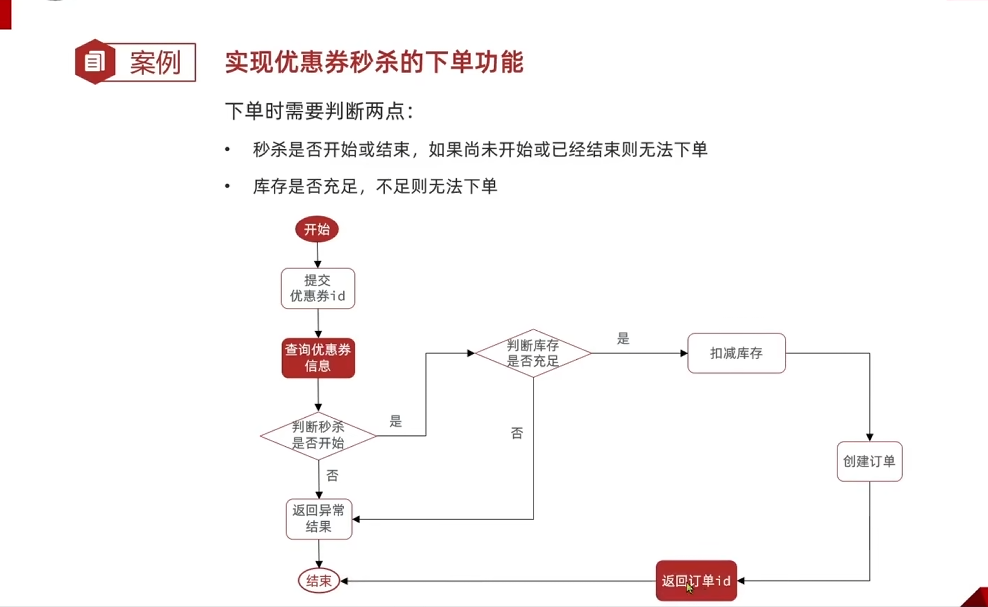 案例
实现优惠券秒杀的下单功能
下单时需要判断两点：
• 秒杀是否开始或结束，如果尚未开始或已经结束则无法下单
• 库存是否充足，不足则无法下单
开始
提交
优惠券id
查询优惠券
信息
判断秒杀
是否开始
是
否
判断库存
是否充足
是
否
扣减库存
创建订单
返回订单id
返回异常
结果
结束